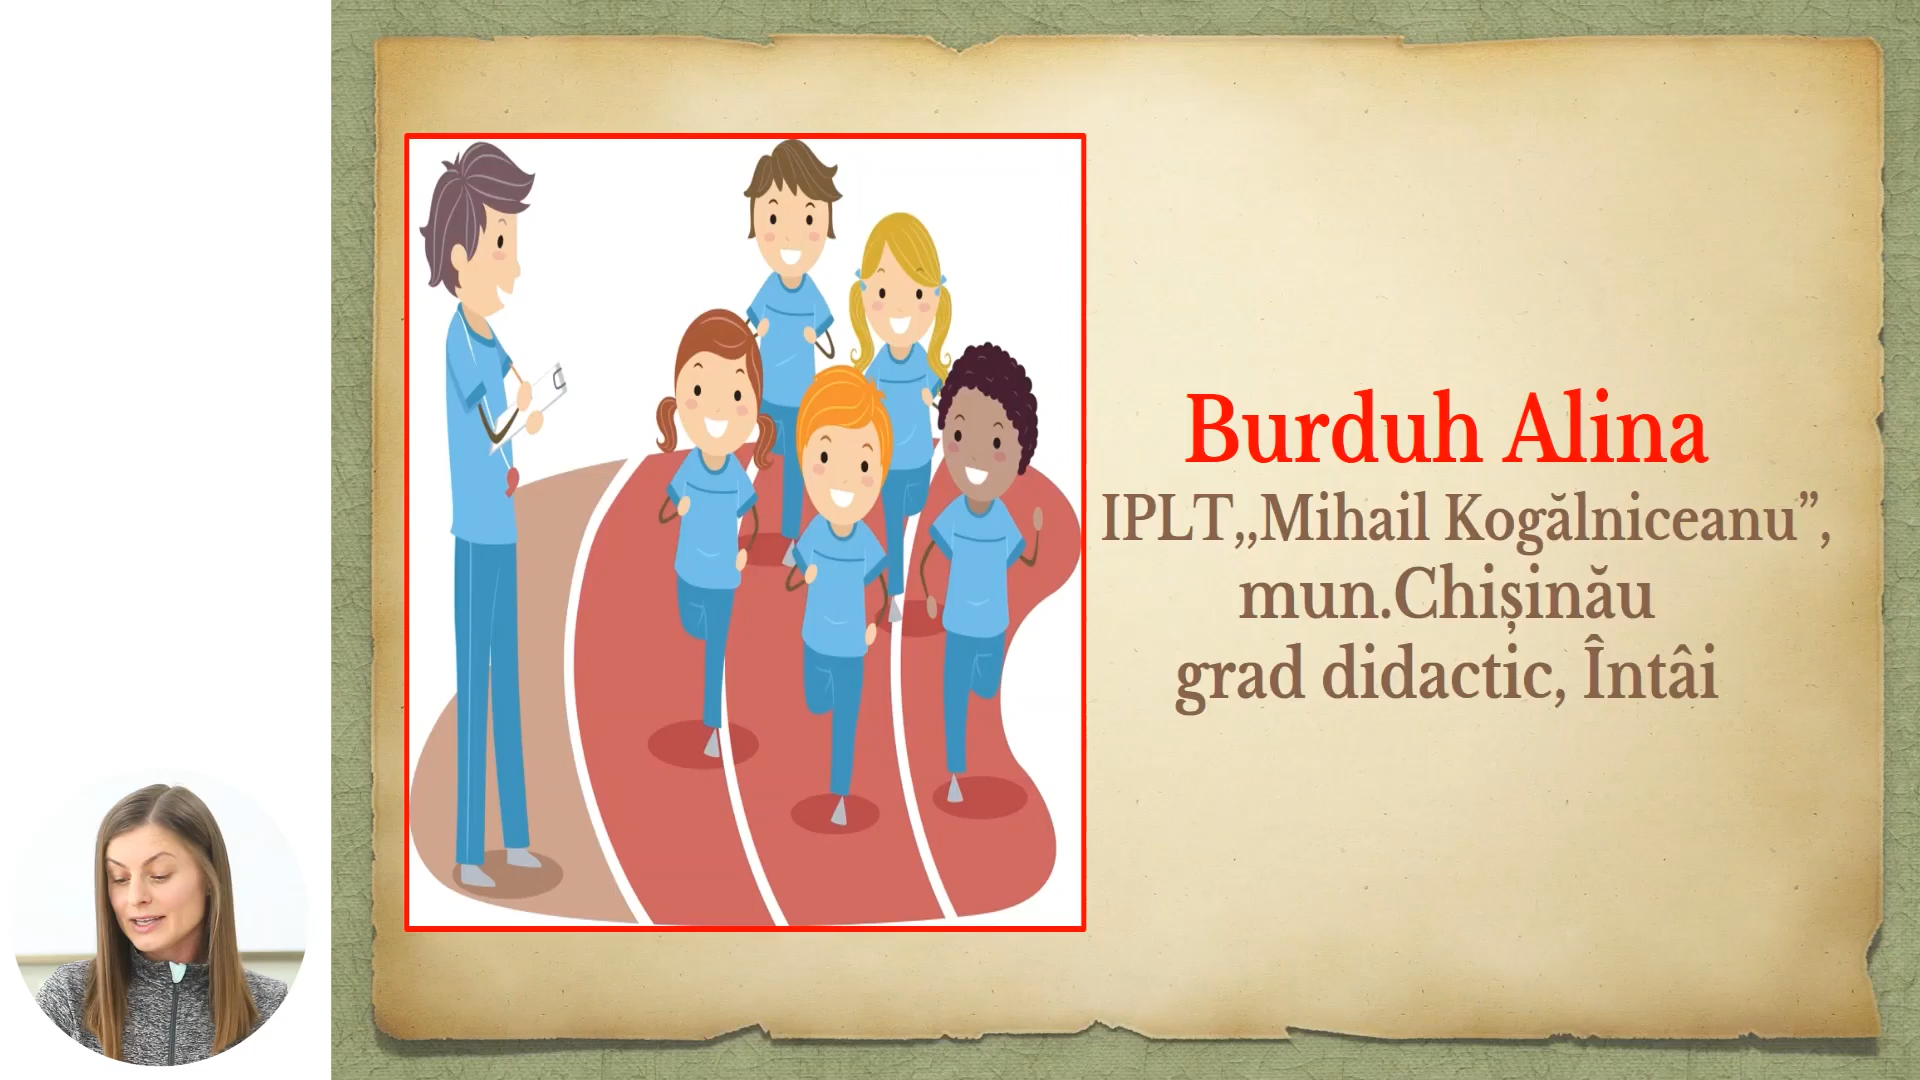 Burduh Alina
IPLT,,Mihail Kogălniceanu”,
mun.Chișinău
grad didactic, Întâi